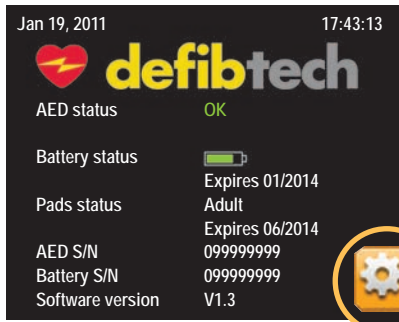 Jan 19, 2011 17:43:13
defibtech
AED status OK
Battery status
Expires 01/2014
Pads status Adult
Expires 06/2014
AED S/N 099999999
Battery S/N 099999999
Software version V1.3